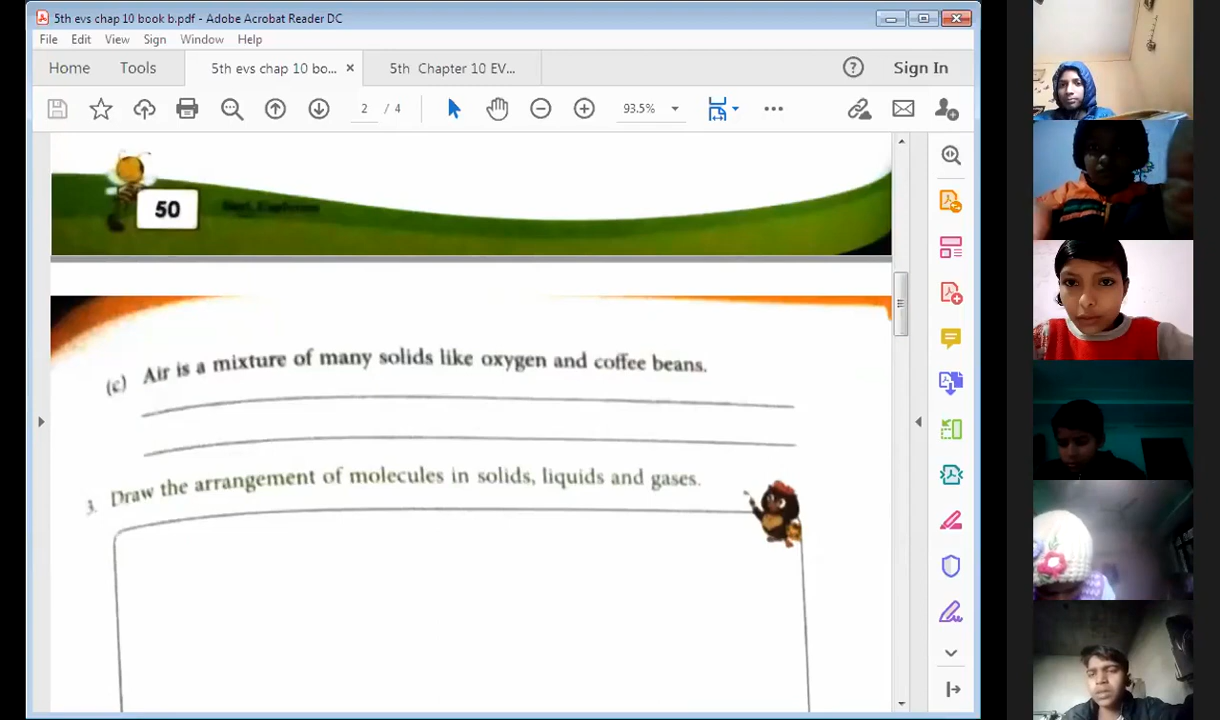 5th evs chap 10 book b.pdf - Adobe Acrobat Reader DC
File Edit View Sign Window Help
Home Tools 5th evs chap 10 bo... × 5th Chapter 10 EV... ? Sign In
2 / 4 93.5%
50
(c) Air is a mixture of many solids like oxygen and coffee beans.
3. Draw the arrangement of molecules in solids, liquids and gases.